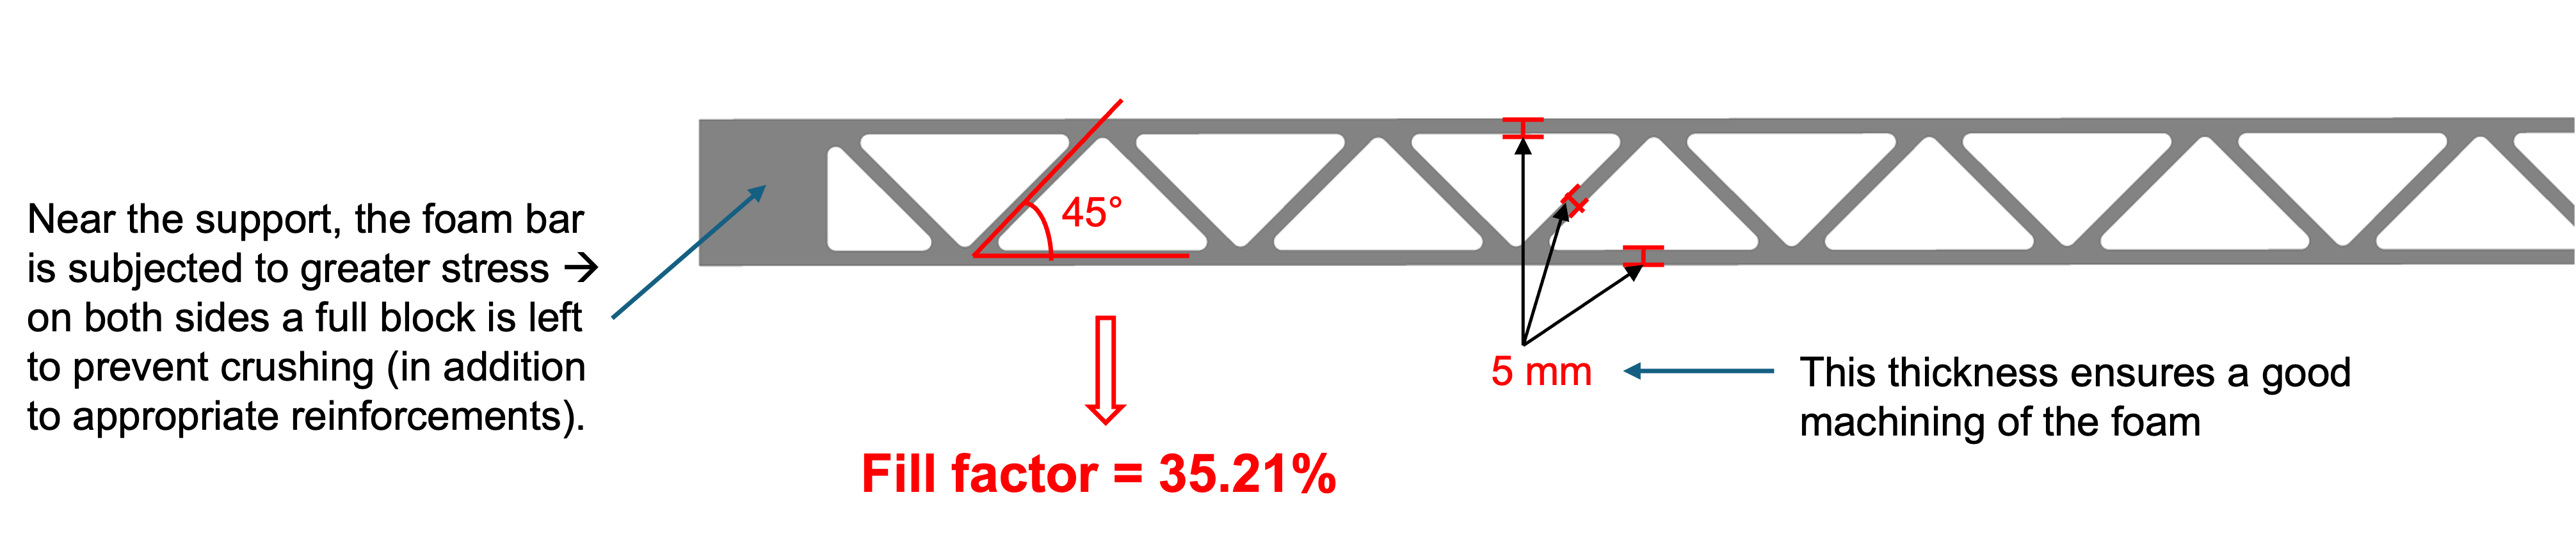 Near the support, the foam bar
is subjected to greater stress →
on both sides a full block is left
to prevent crushing (in addition
to appropriate reinforcements).
45°
5 mm
This thickness ensures a good
machining of the foam
Fill factor = 35.21%